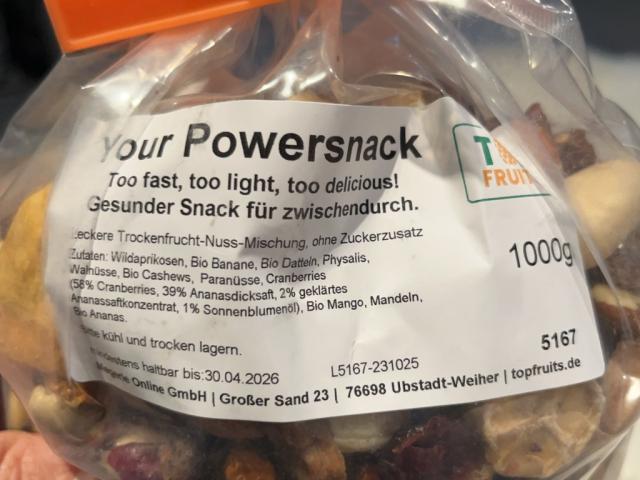 Your Powersnack
Too fast, too light, too delicious!
Gesunder Snack für zwischendurch.
FRUIT
Leckere Trockenfrucht-Nuss-Mischung, ohne Zuckerzusatz
Zutaten: Wildaprikosen, Bio Banane, Bio Datteln, Physalis,
Walnüsse, Bio Cashews, Paranüsse, Cranberries
(58% Cranberries, 39% Ananasdicksaft, 2% geklärtes
Ananassaftkonzentrat, 1% Sonnenblumenöl), Bio Mango, Mandeln,
Bio Ananas.
1000g
kühl und trocken lagern.
haltbar bis:30.04.2026
L5167-231025
5167
Online GmbH | Großer Sand 23 | 76698 Ubstadt-Weiher | topfruits.de